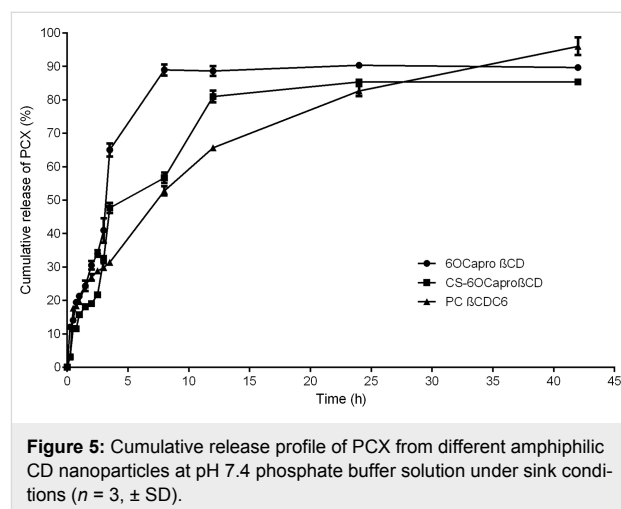 100
90
80
70
60
50
40
30
20
10
0
Cumulative release of PCX (%)
6OCapro ßCD
CS-6OCaproßCD
PC ßCDC6
0 5 10 15 20 25 30 35 40 45
Time (h)
Figure 5: Cumulative release profile of PCX from different amphiphilic
CD nanoparticles at pH 7.4 phosphate buffer solution under sink condi-
tions (n = 3, ± SD).